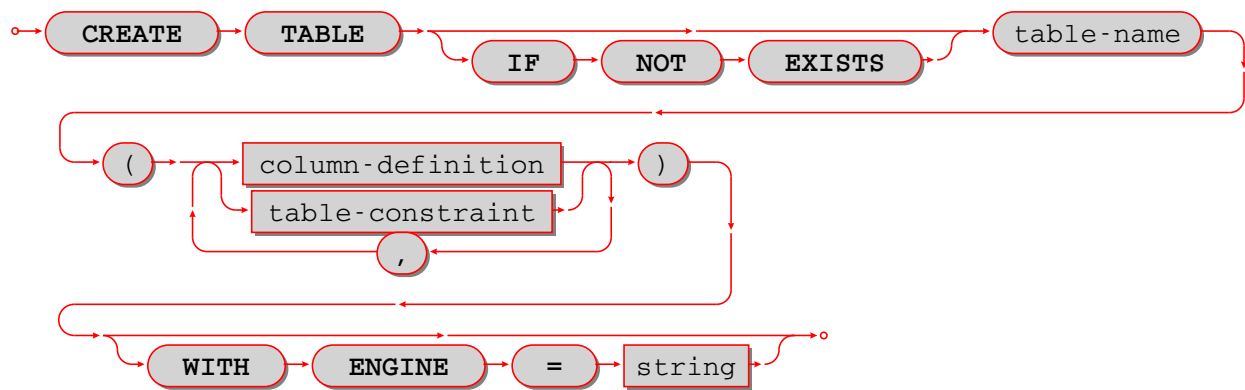 CREATE TABLE table-name
IF NOT EXISTS
( column-definition )
table-constraint
,
WITH ENGINE = string